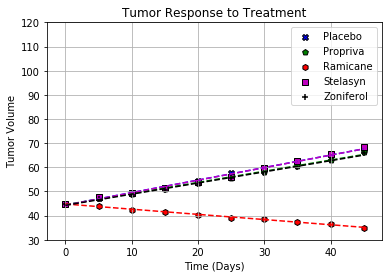 Tumor Response to Treatment
120
110
100
90
80
70
60
50
40
30
Tumor Volume
Placebo
Propriva
Ramicane
Stelasyn
Zoniferol
0 10 20 30 40
Time (Days)